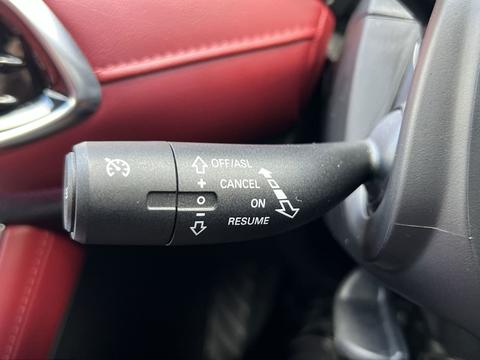 OFF/ASL
+ CANCEL
O ON
− RESUME